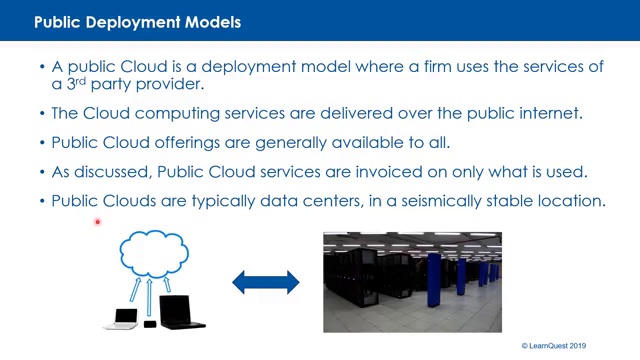 Public Deployment Models
• A public Cloud is a deployment model where a firm uses the services of
a 3rd party provider.
• The Cloud computing services are delivered over the public internet.
• Public Cloud offerings are generally available to all.
• As discussed, Public Cloud services are invoiced on only what is used.
• Public Clouds are typically data centers, in a seismically stable location.
© LearnQuest 2019